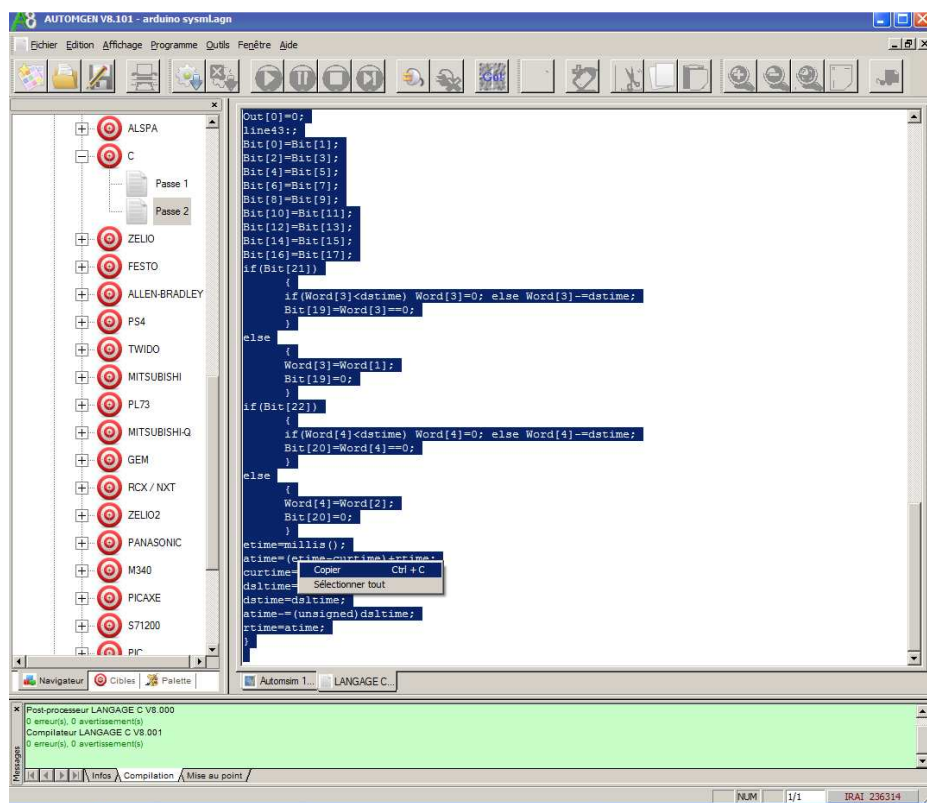 AUTOMGEN V8.101 - arduino sysml.agn
Fichier Edition Affichage Programme Outils Fenêtre Aide
Go!
ALSPA
C
Passe 1
Passe 2
ZELIO
FESTO
ALLEN-BRADLEY
PS4
TWIDO
MITSUBISHI
PL73
MITSUBISHI-Q
GEM
RCX / NXT
ZELIO2
PANASONIC
M340
PICAXE
S71200
PIC
Navigateur Cibles Palette
Out[0]=0;
line43:;
Bit[0]=Bit[1];
Bit[2]=Bit[3];
Bit[4]=Bit[5];
Bit[6]=Bit[7];
Bit[8]=Bit[9];
Bit[10]=Bit[11];
Bit[12]=Bit[13];
Bit[14]=Bit[15];
Bit[16]=Bit[17];
if(Bit[21])
{
if(Word[3]<dstime) Word[3]=0; else Word[3]-=dstime;
Bit[19]=Word[3]==0;
}
else
{
Word[3]=Word[1];
Bit[19]=0;
}
if(Bit[22])
{
if(Word[4]<dstime) Word[4]=0; else Word[4]-=dstime;
Bit[20]=Word[4]==0;
}
else
{
Word[4]=Word[2];
Bit[20]=0;
}
etime=millis();
atime=(etime-curtime)+rtime;
curtime=
dsltime=
dstime=dsltime;
atime-=(unsigned)dsltime;
rtime=atime;
}
Copier Ctrl + C
Sélectionner tout
Automsim 1... LANGAGE C...
Post-processeur LANGAGE C V8.000
0 erreur(s), 0 avertissement(s)
Compilateur LANGAGE C V8.001
0 erreur(s), 0 avertissement(s)
Messages
Infos Compilation Mise au point
NUM 1/1 IRAI 236314